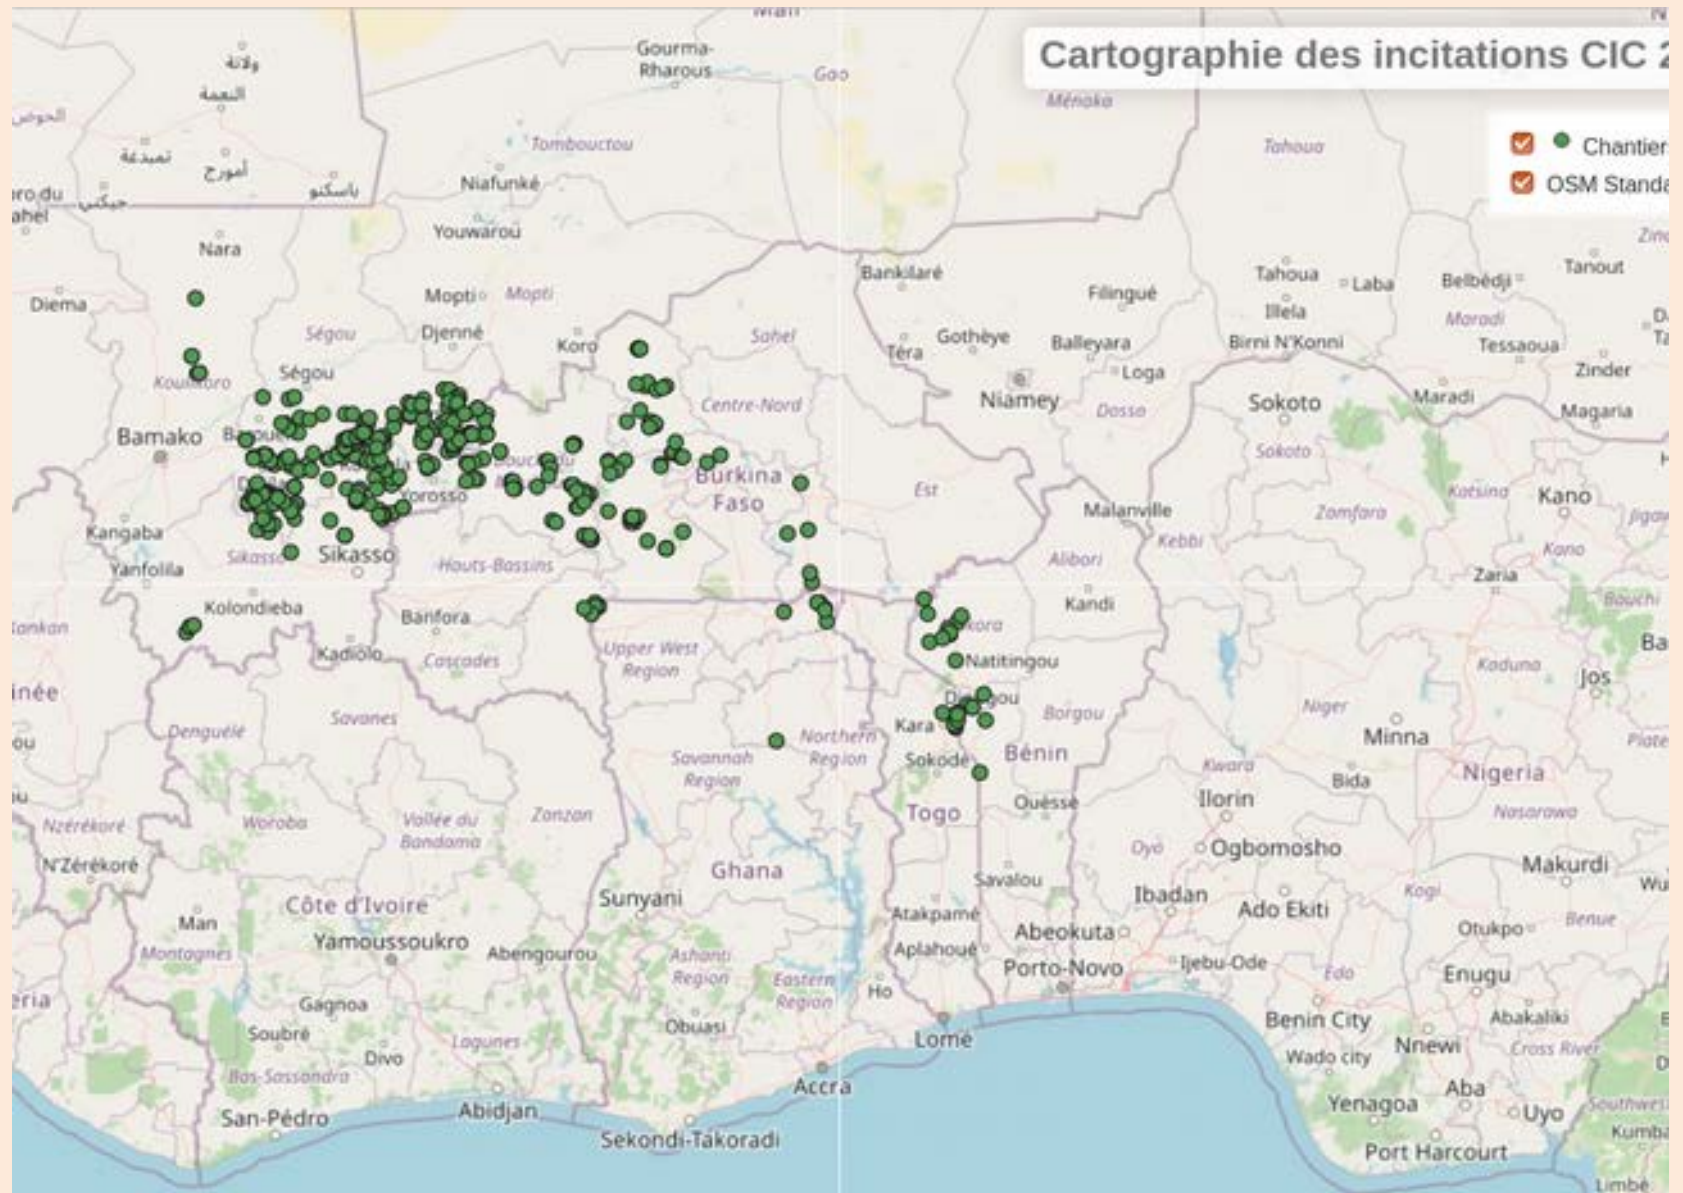 Mali
Gourma-
Rharous
Gao
Cartographie des incitations CIC
ولاتة
النعمة
Ménaka
الحوض
Tombouctou
Tahoua
Chantier
تمبدغة
أمورج
Niafunké
OSM Standa
باسكنو
جيكني
Youwarou
Nara
Bankilaré
Tahoua
Laba
Belbédji
Tanout
Diema
Mopti
Mopti
Filingué
Illela
Maradi
Ségou
Djenné
Koro
Sahel
Gothèye
Téra
Balleyara
Birni N'Konni
Tessaoua
Zinder
Koulikoro
Ségou
Loga
Niamey
Dosso
Sokoto
Maradi
Magaria
Centre-Nord
Bamako
Sokoto
Burkina
Faso
Est
Yorosso
Katsina
Kano
Malanville
Zamfara
Kangaba
Kebbi
Kano
Sikasso
Sikasso
Hauts-Bassins
Alibori
Yanfolila
Zaria
Bauchi
Kolondieba
Banfora
Kandi
Kankan
Kadiolo
Cascades
Upper West
Region
Natitingou
Kaduna
Jos
Denguélé
Savanes
Borgou
Niger
Kara
Minna
Northern
Region
Savannah
Region
Sokodé
Bénin
Kwara
Bida
Nigeria
Ilorin
Ouèssè
Togo
Nasarawa
Nzérékoré
Woroba
Vallée du
Bandama
Zanzan
Oyo
Ogbomosho
N'Zérékoré
Ghana
Savalou
Makurdi
Kogi
Ibadan
Ado Ekiti
Sunyani
Côte d'Ivoire
Man
Atakpamé
Benue
Otukpo
Yamoussoukro
Abeokuta
Montagnes
Abengourou
Ashanti
Region
Aplahoué
Porto-Novo
Ijebu-Ode
Edo
Enugu
Eastern
Region
Ho
Gagnoa
Soubré
Obuasi
Benin City
Abakaliki
Lagunes
Lomé
Divo
Wado city
Nnewi
Cross River
Bas-Sassandra
Accra
Aba
San-Pédro
Abidjan
Yenagoa
Uyo
Sekondi-Takoradi
Port Harcourt
Limbé